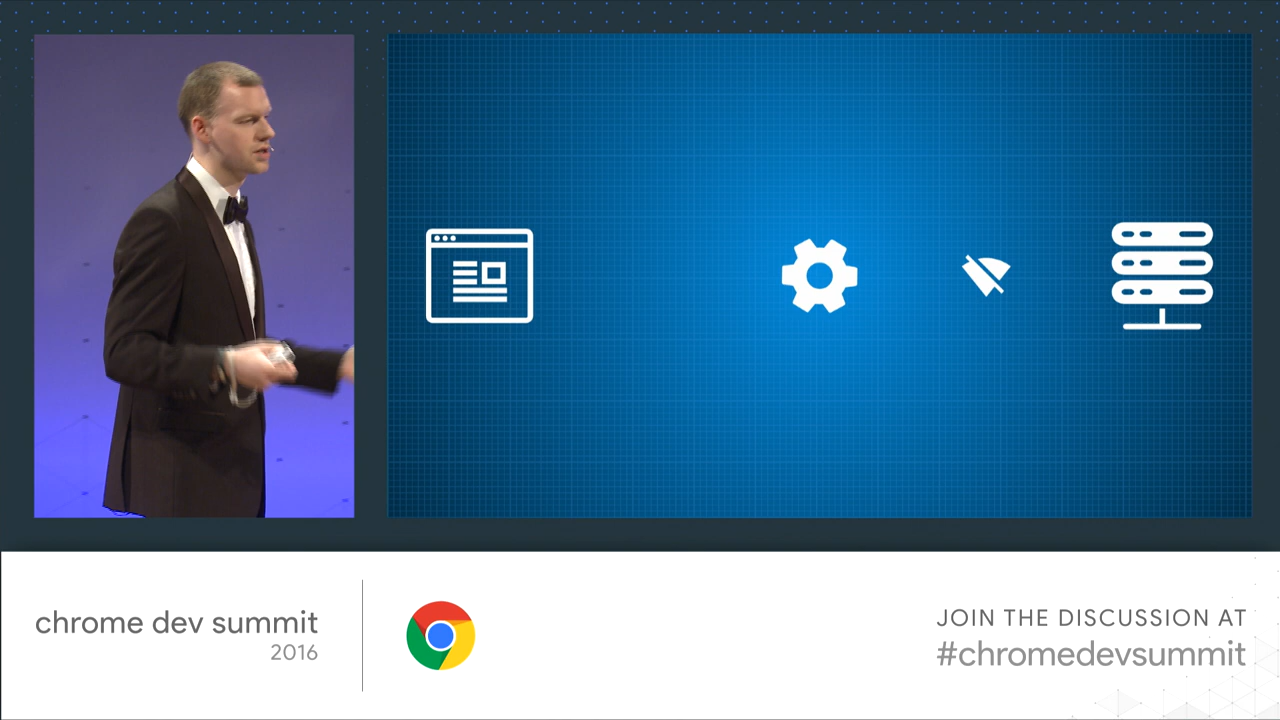 chrome dev summit
2016
JOIN THE DISCUSSION AT
#chromedevsummit